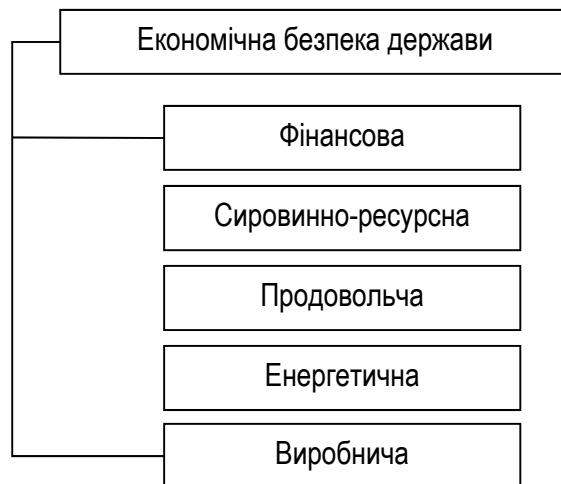 Економічна безпека держави
Фінансова
Сировинно-ресурсна
Продовольча
Енергетична
Виробнича